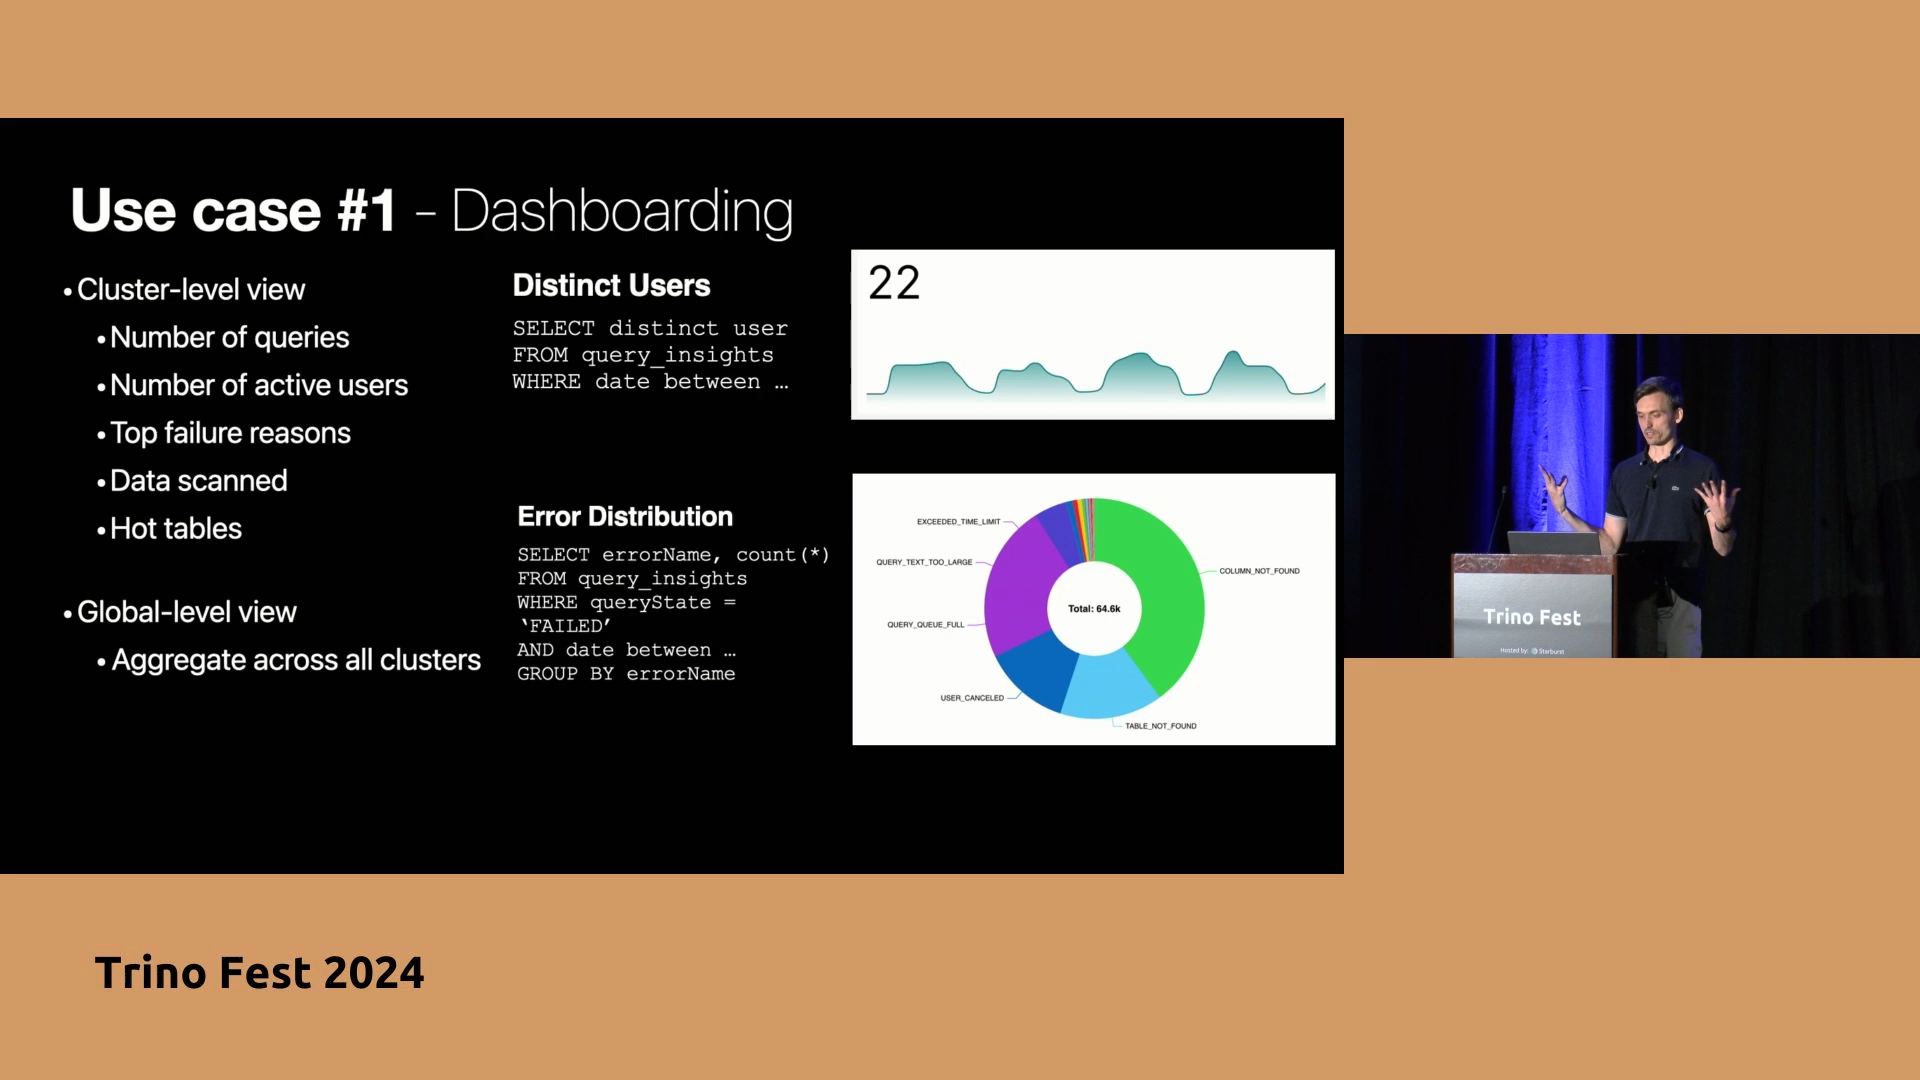 Use case #1 - Dashboarding
• Cluster-level view
• Number of queries
• Number of active users
• Top failure reasons
• Data scanned
• Hot tables
• Global-level view
• Aggregate across all clusters
Distinct Users
SELECT distinct user
FROM query_insights
WHERE date between …
Error Distribution
SELECT errorName, count(*)
FROM query_insights
WHERE queryState =
‘FAILED’
AND date between …
GROUP BY errorName
22
EXCEEDED_TIME_LIMIT
QUERY_TEXT_TOO_LARGE
QUERY_QUEUE_FULL
USER_CANCELED
TABLE_NOT_FOUND
COLUMN_NOT_FOUND
Total: 64.6k
Trino Fest
Hosted by: Starburst
Trino Fest 2024